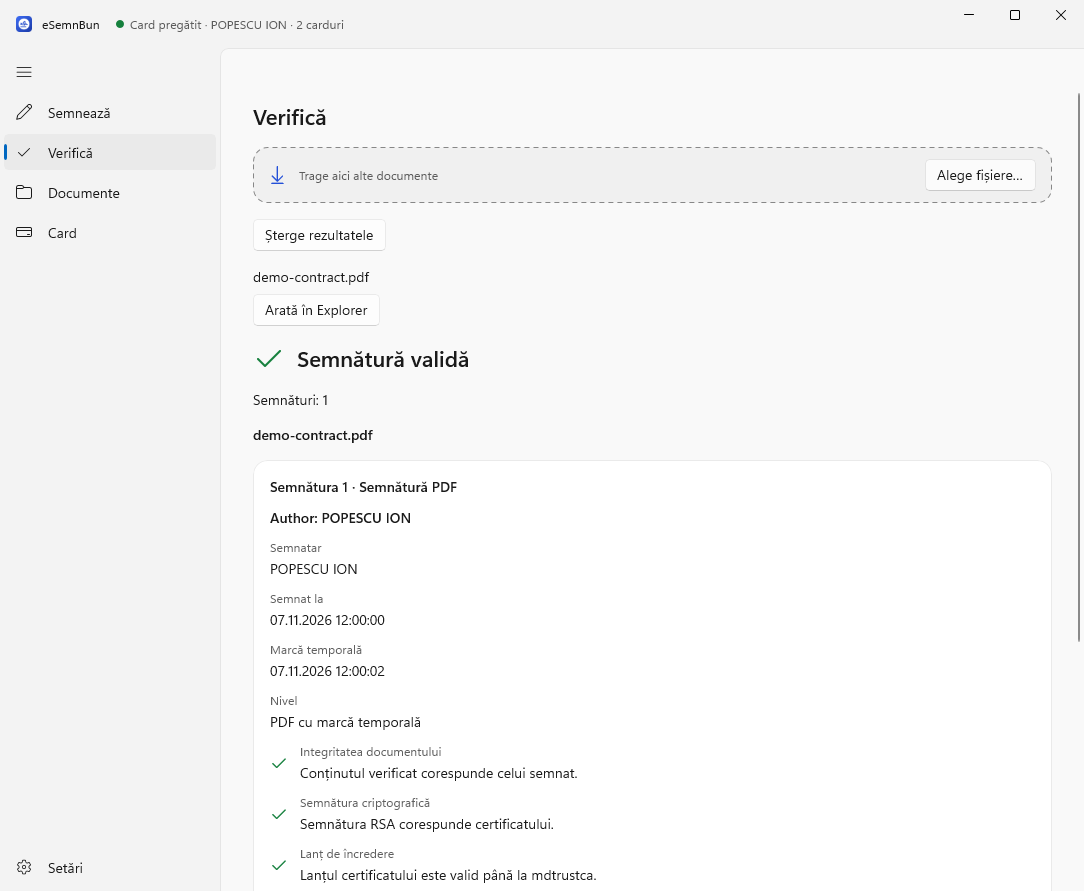 eSemnBun
Card pregătit · POPESCU ION · 2 carduri
Semnează
Verifică
Documente
Card
Setări
Verifică
Trage aici alte documente
Alege fișiere...
Șterge rezultatele
demo-contract.pdf
Arată în Explorer
Semnătură validă
Semnături: 1
demo-contract.pdf
Semnătura 1 · Semnătură PDF
Author: POPESCU ION
Semnatar
POPESCU ION
Semnat la
07.11.2026 12:00:00
Marcă temporală
07.11.2026 12:00:02
Nivel
PDF cu marcă temporală
Integritatea documentului
Conținutul verificat corespunde celui semnat.
Semnătura criptografică
Semnătura RSA corespunde certificatului.
Lanț de încredere
Lanțul certificatului este valid până la mdtrustca.